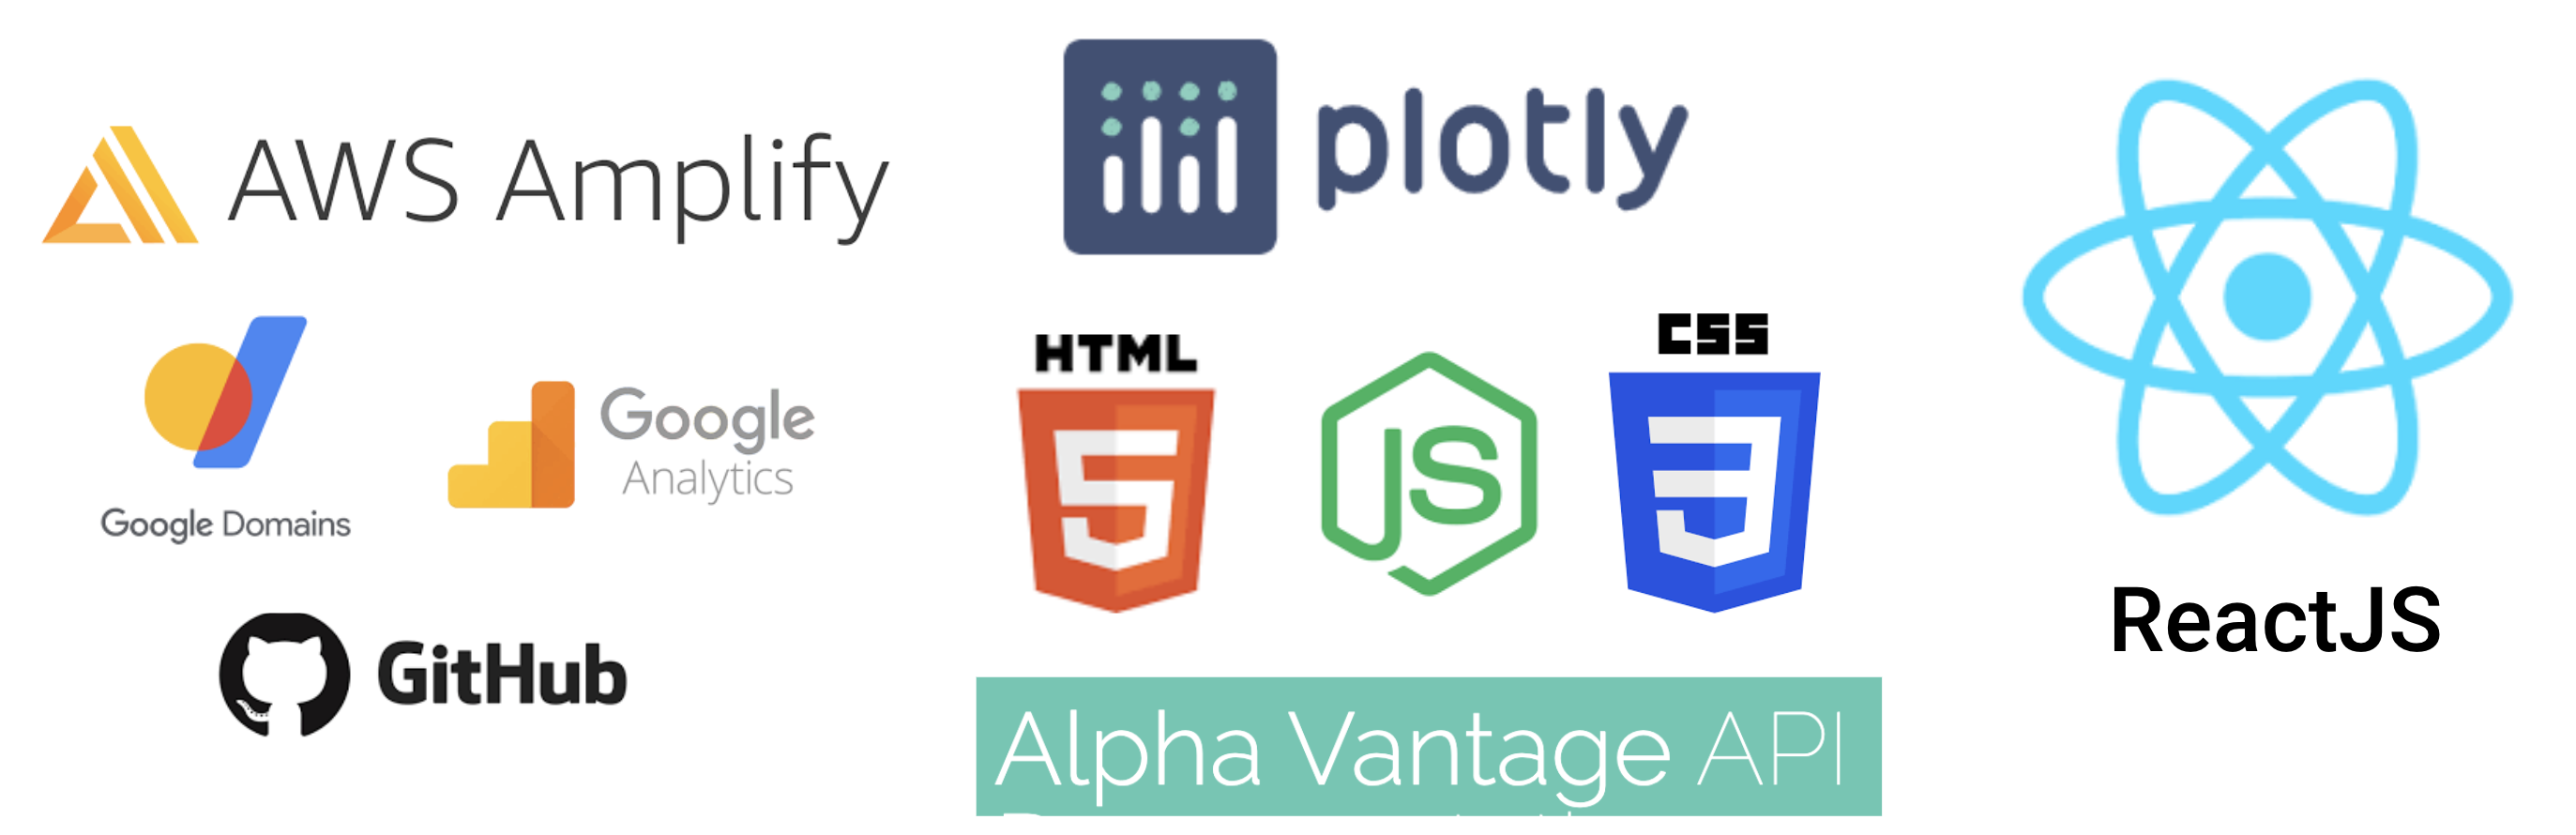 AWS Amplify
Google Domains
Google
Analytics
GitHub
plotly
HTML
5
JS
CSS
3
Alpha Vantage API
ReactJS